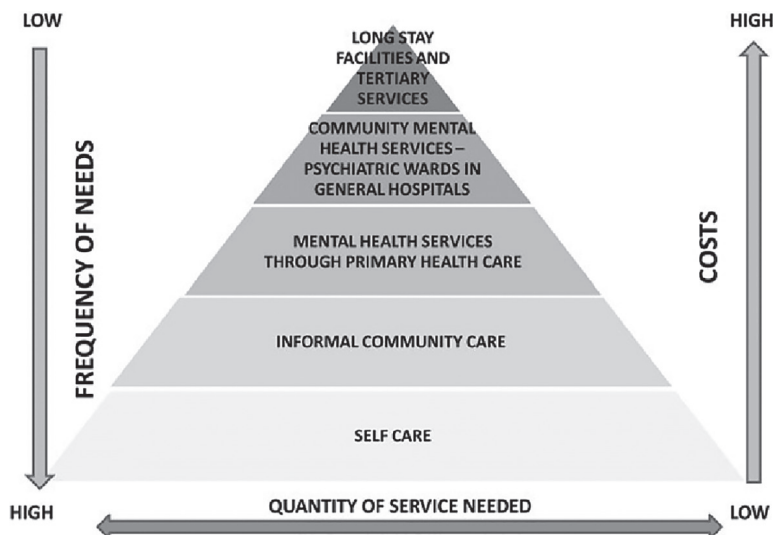 LOW
HIGH
LONG STAY
FACILITIES AND
TERTIARY
SERVICES
COMMUNITY MENTAL
HEALTH SERVICES –
PSYCHIATRIC WARDS IN
GENERAL HOSPITALS
FREQUENCY OF NEEDS
COSTS
MENTAL HEALTH SERVICES
THROUGH PRIMARY HEALTH CARE
INFORMAL COMMUNITY CARE
SELF CARE
HIGH
QUANTITY OF SERVICE NEEDED
LOW